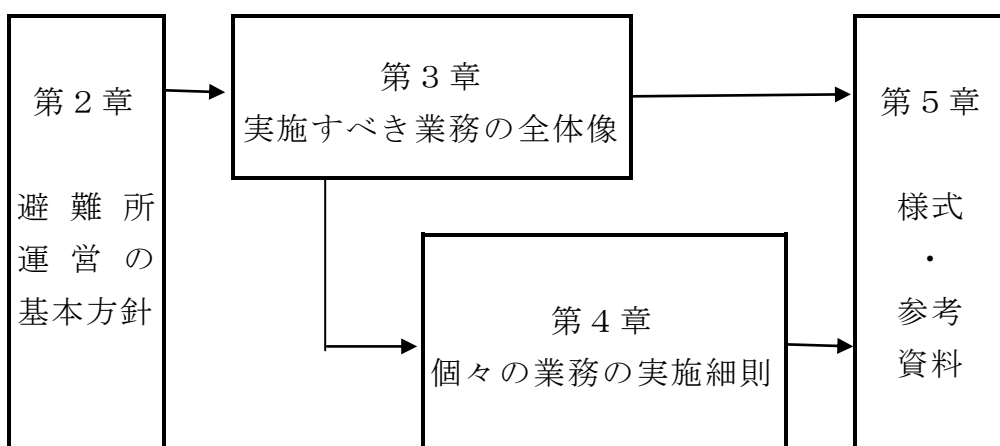 第２章
避難所
運営の
基本方針
第３章
実施すべき業務の全体像
第４章
個々の業務の実施細則
第５章
様式
・
参考
資料